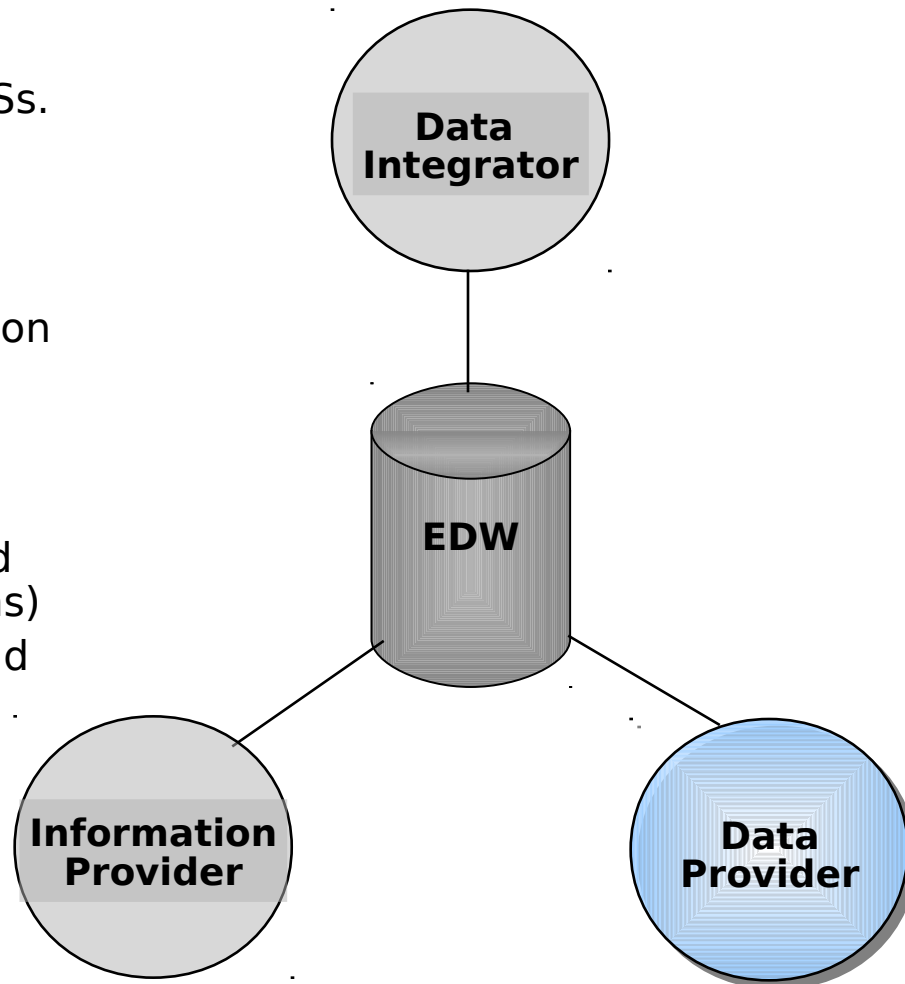 Ss.
on
d
s)
d
Data
Integrator
EDW
Information
Provider
Data
Provider